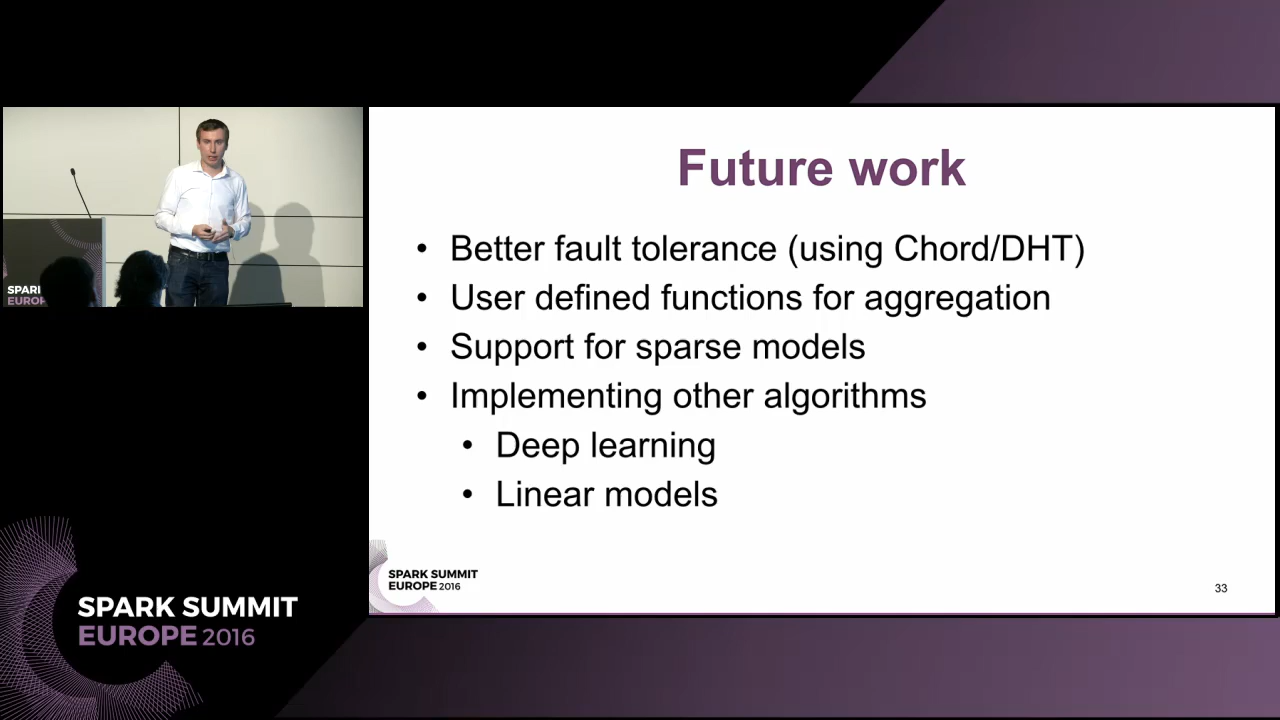 Future work
• Better fault tolerance (using Chord/DHT)
• User defined functions for aggregation
• Support for sparse models
• Implementing other algorithms
• Deep learning
• Linear models
SPARK SUMMIT
EUROPE 2016
33
SPARK SUMMIT
EUROPE 2016